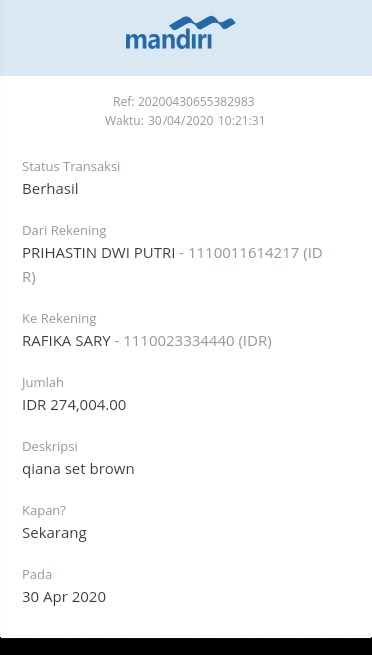 mandiri
Ref: 20200430655382983
Waktu: 30/04/2020 10:21:31
Status Transaksi
Berhasil
Dari Rekening
PRIHASTIN DWI PUTRI - 1110011614217 (ID
R)
Ke Rekening
RAFIKA SARY - 1110023334440 (IDR)
Jumlah
IDR 274,004.00
Deskripsi
qiana set brown
Kapan?
Sekarang
Pada
30 Apr 2020